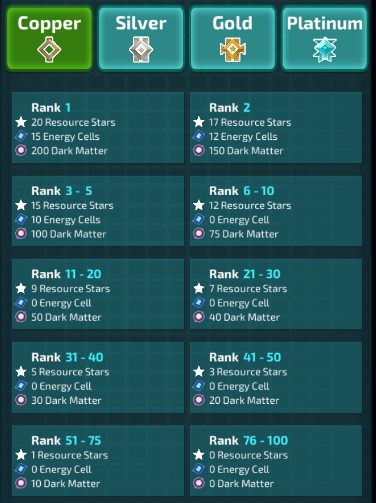 Copper
Silver
Gold
Platinum
Rank 1
20 Resource Stars
15 Energy Cells
200 Dark Matter
Rank 2
17 Resource Stars
12 Energy Cells
150 Dark Matter
Rank 3 - 5
15 Resource Stars
10 Energy Cells
100 Dark Matter
Rank 6 - 10
12 Resource Stars
0 Energy Cell
75 Dark Matter
Rank 11 - 20
9 Resource Stars
0 Energy Cell
50 Dark Matter
Rank 21 - 30
7 Resource Stars
0 Energy Cell
40 Dark Matter
Rank 31 - 40
5 Resource Stars
0 Energy Cell
30 Dark Matter
Rank 41 - 50
3 Resource Stars
0 Energy Cell
20 Dark Matter
Rank 51 - 75
1 Resource Stars
0 Energy Cell
10 Dark Matter
Rank 76 - 100
0 Resource Stars
0 Energy Cell
0 Dark Matter